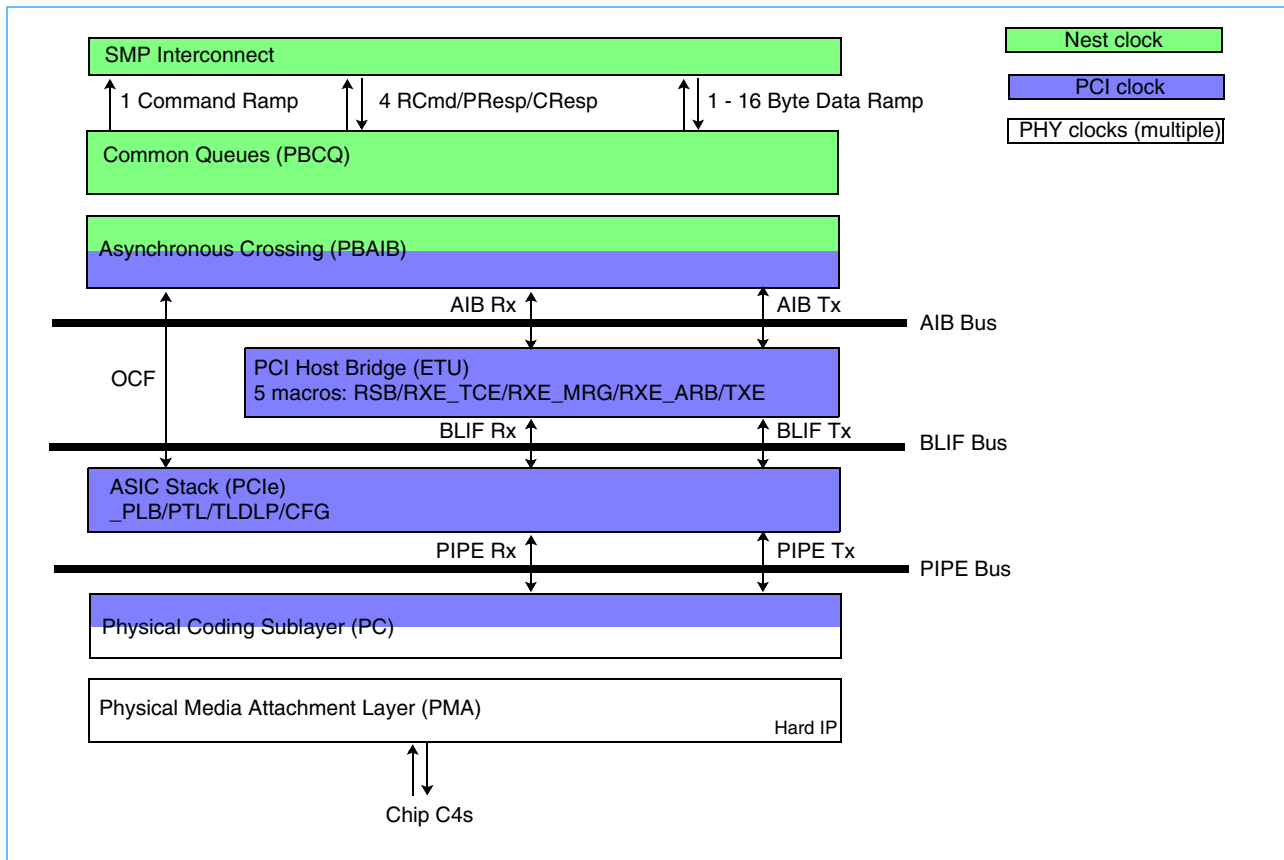 SMP Interconnect
Nest clock
1 Command Ramp
4 RCmd/PResp/CResp
1 - 16 Byte Data Ramp
PCI clock
PHY clocks (multiple)
Common Queues (PBCQ)
Asynchronous Crossing (PBAIB)
AIB Rx
AIB Tx
AIB Bus
OCF
PCI Host Bridge (ETU)
5 macros: RSB/RXE_TCE/RXE_MRG/RXE_ARB/TXE
BLIF Rx
BLIF Tx
BLIF Bus
ASIC Stack (PCIe)
_PLB/PTL/TLDLP/CFG
PIPE Rx
PIPE Tx
PIPE Bus
Physical Coding Sublayer (PC)
Physical Media Attachment Layer (PMA)
Hard IP
Chip C4s